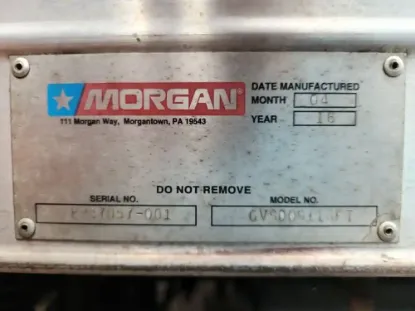 MORGAN
111 Morgan Way, Morgantown, PA 19543
DATE MANUFACTURED
MONTH 04
YEAR 16
DO NOT REMOVE
SERIAL NO. MODEL NO.